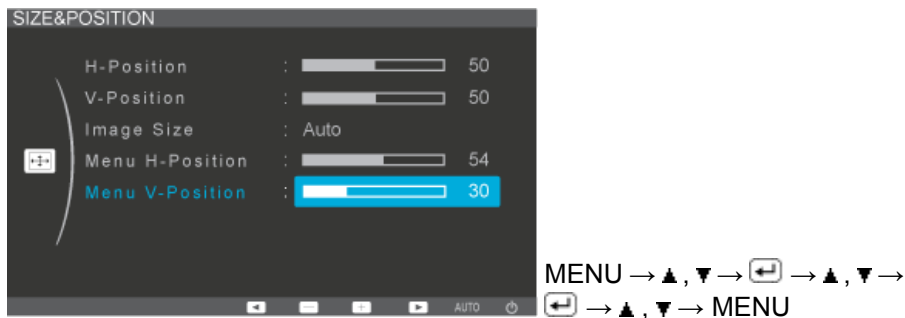 SIZE&POSITION
H-Position : 50
V-Position : 50
Image Size : Auto
Menu H-Position : 54
Menu V-Position : 30
AUTO
MENU → ▲ , ▼ → ↵ → ▲ , ▼ →
↵ → ▲ , ▼ → MENU